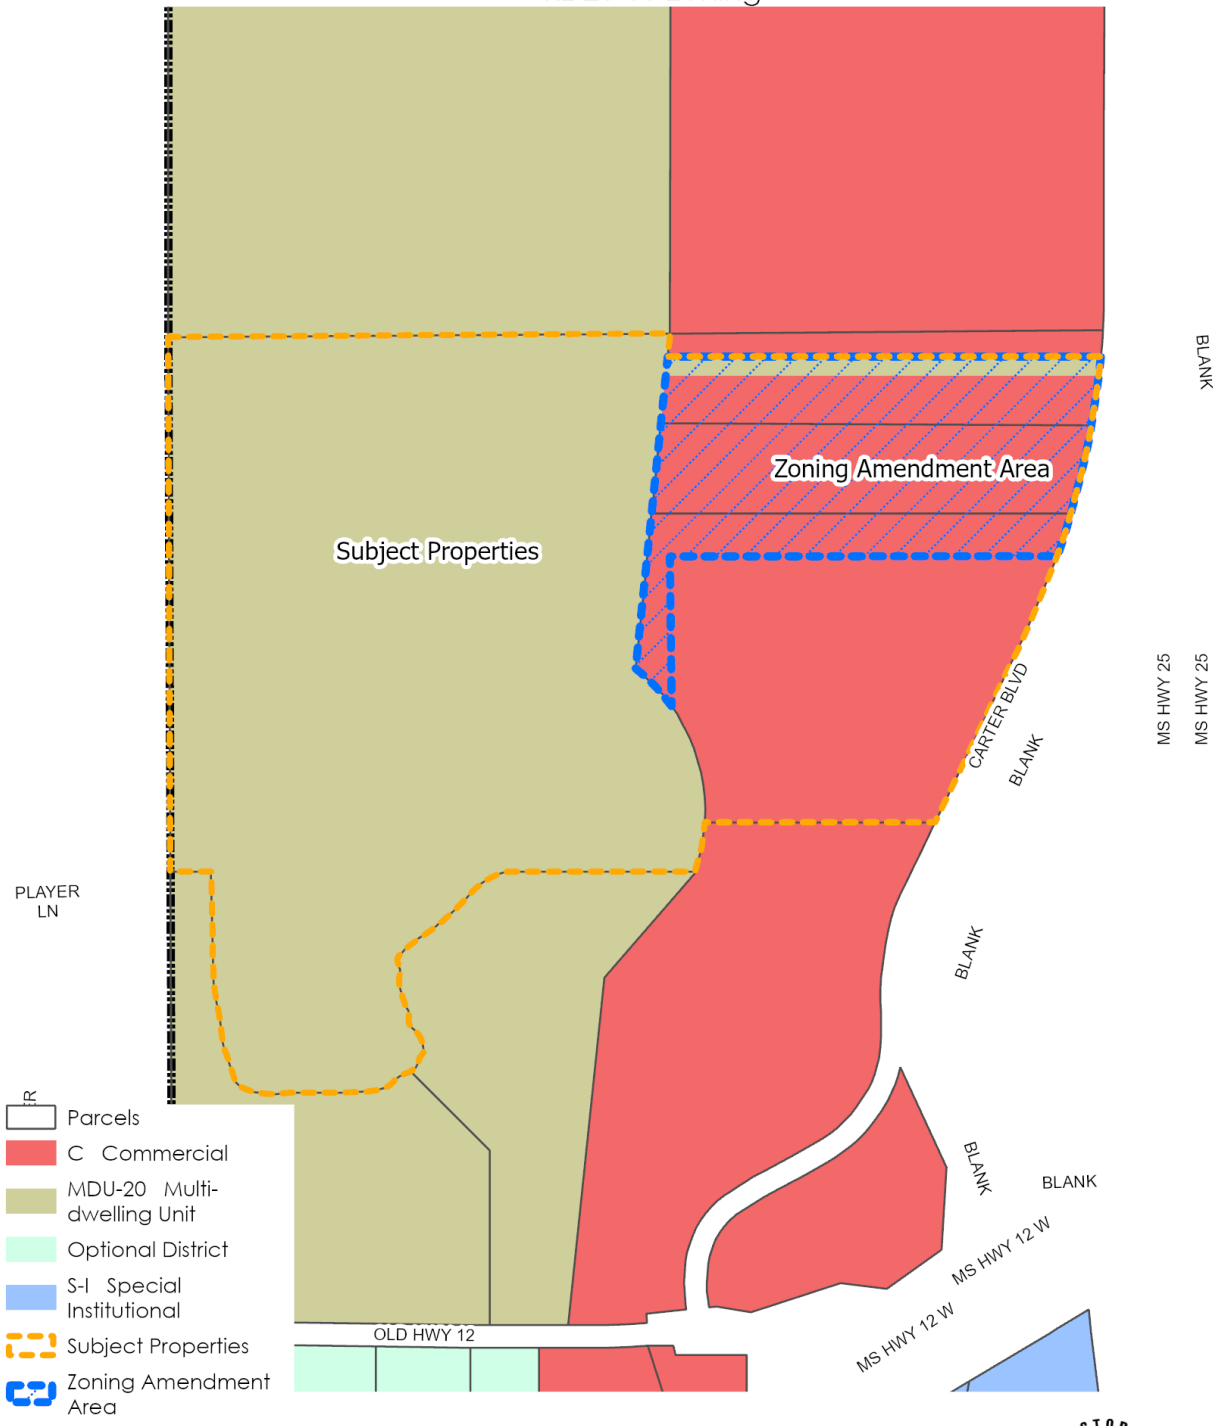 BLANK
Zoning Amendment Area
Subject Properties
MS HWY 25
MS HWY 25
CARTER BLVD
BLANK
PLAYER
LN
BLANK
ER
Parcels
C Commercial
MDU-20 Multi-
dwelling Unit
Optional District
S-I Special
Institutional
Subject Properties
Zoning Amendment
Area
BLANK
BLANK
MS HWY 12 W
MS HWY 12 W
OLD HWY 12